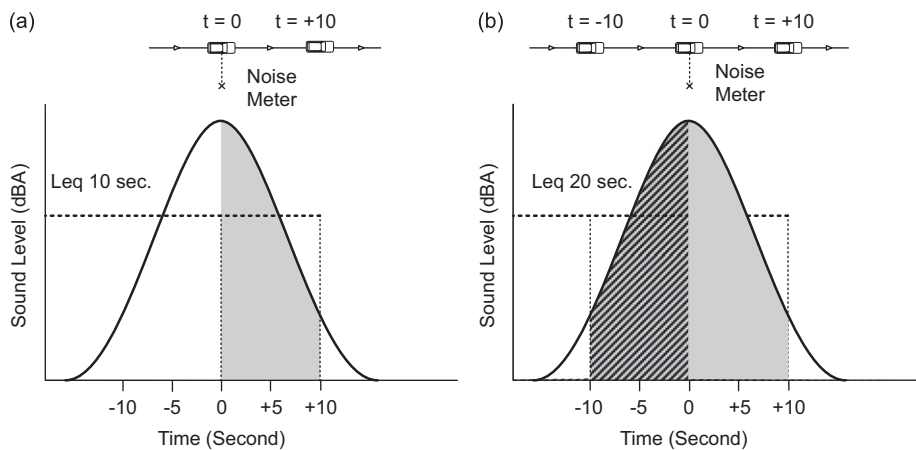 (a)
t = 0 t = +10
Noise
Meter
Leq 10 sec.
Sound Level (dBA)
-10 -5 0 +5 +10
Time (Second)
(b)
t = -10 t = 0 t = +10
Noise
Meter
Leq 20 sec.
Sound Level (dBA)
-10 -5 0 +5 +10
Time (Second)